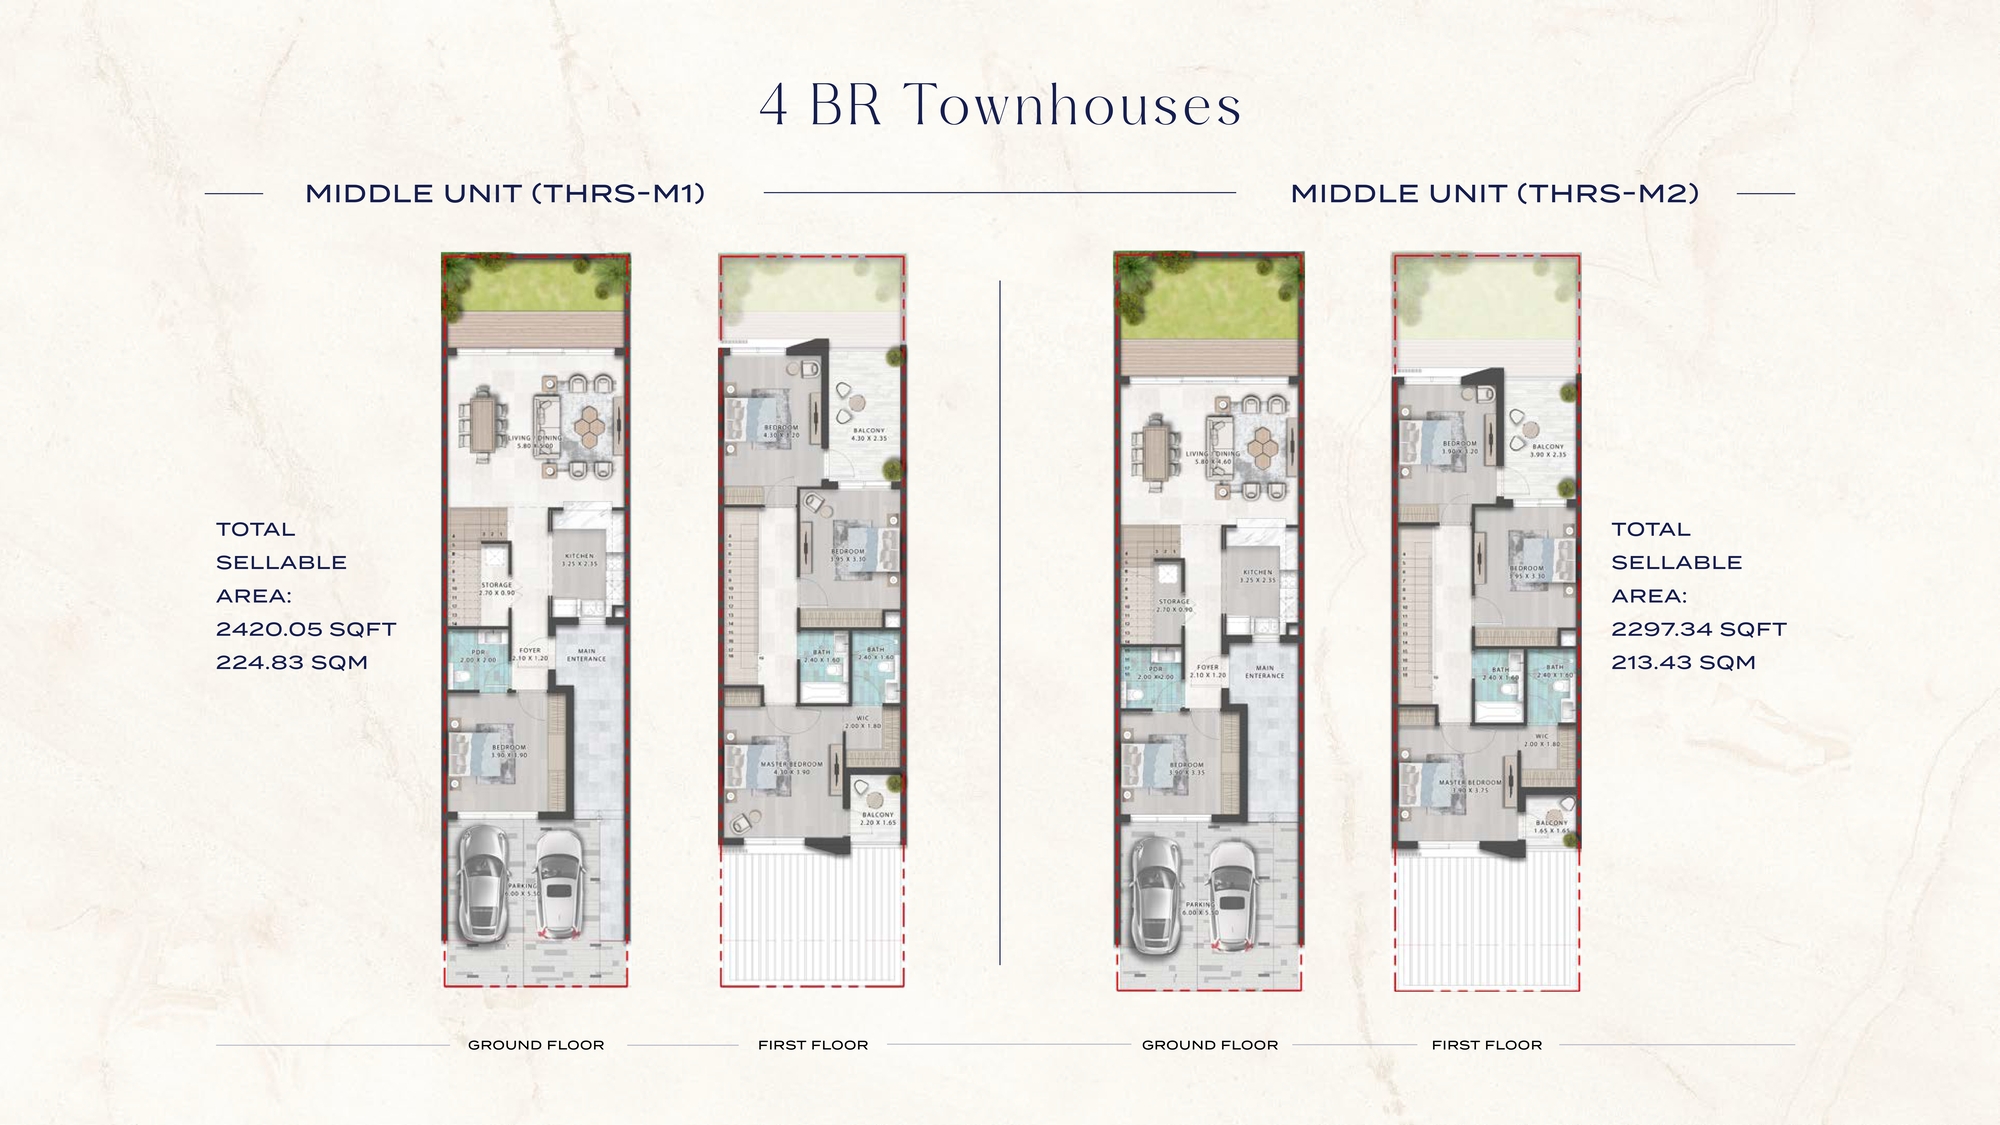 4 BR Townhouses
MIDDLE UNIT (THRS-M1)
MIDDLE UNIT (THRS-M2)
TOTAL
SELLABLE
AREA:
2420.05 SQFT
224.83 SQM
LIVING / DINING
5.80 X 5.00
KITCHEN
3.25 X 2.35
STORAGE
2.70 X 0.90
PDR
2.00 X 2.00
FOYER
2.10 X 1.20
MAIN
ENTERANCE
BEDROOM
3.90 X 3.90
PARKING
6.00 X 5.50
BEDROOM
4.30 X 3.20
BALCONY
4.30 X 2.35
BEDROOM
3.95 X 3.30
BATH
2.40 X 1.60
BATH
2.40 X 1.60
WIC
2.00 X 1.80
MASTER BEDROOM
4.30 X 3.90
BALCONY
2.20 X 1.65
LIVING / DINING
5.80 X 4.60
KITCHEN
3.25 X 2.35
STORAGE
2.70 X 0.90
PDR
2.00 X 2.00
FOYER
2.10 X 1.20
MAIN
ENTERANCE
BEDROOM
3.90 X 3.35
PARKING
6.00 X 5.50
BEDROOM
3.90 X 3.20
BALCONY
3.90 X 2.35
BEDROOM
3.95 X 3.30
BATH
2.40 X 1.60
BATH
2.40 X 1.60
WIC
2.00 X 1.80
MASTER BEDROOM
3.90 X 3.75
BALCONY
1.65 X 1.65
TOTAL
SELLABLE
AREA:
2297.34 SQFT
213.43 SQM
GROUND FLOOR
FIRST FLOOR
GROUND FLOOR
FIRST FLOOR